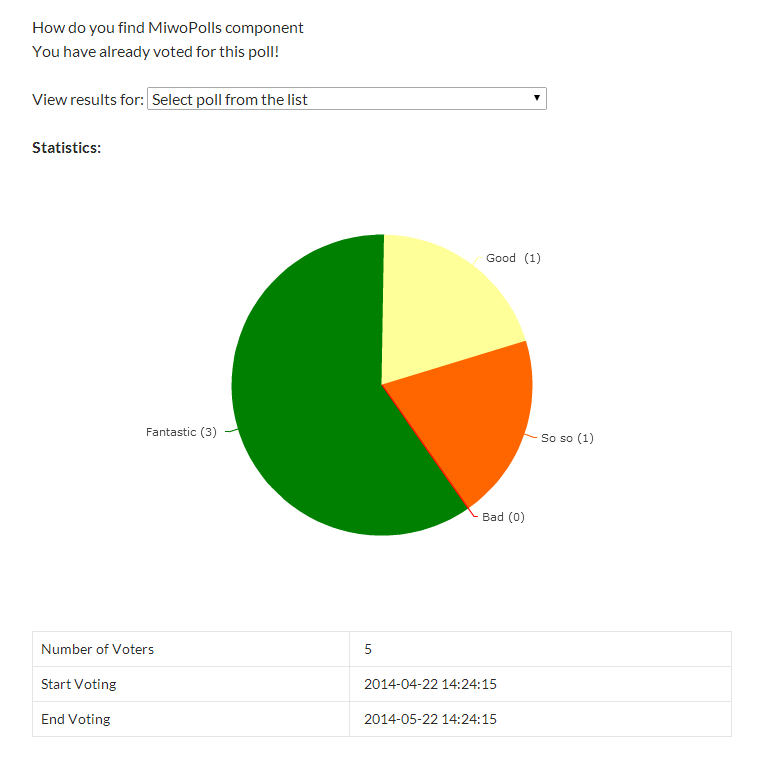 How do you find MiwoPolls component
You have already voted for this poll!
View results for: Select poll from the list
Statistics:
Good (1)
Fantastic (3)
So so (1)
Bad (0)
Number of Voters 5
Start Voting 2014-04-22 14:24:15
End Voting 2014-05-22 14:24:15